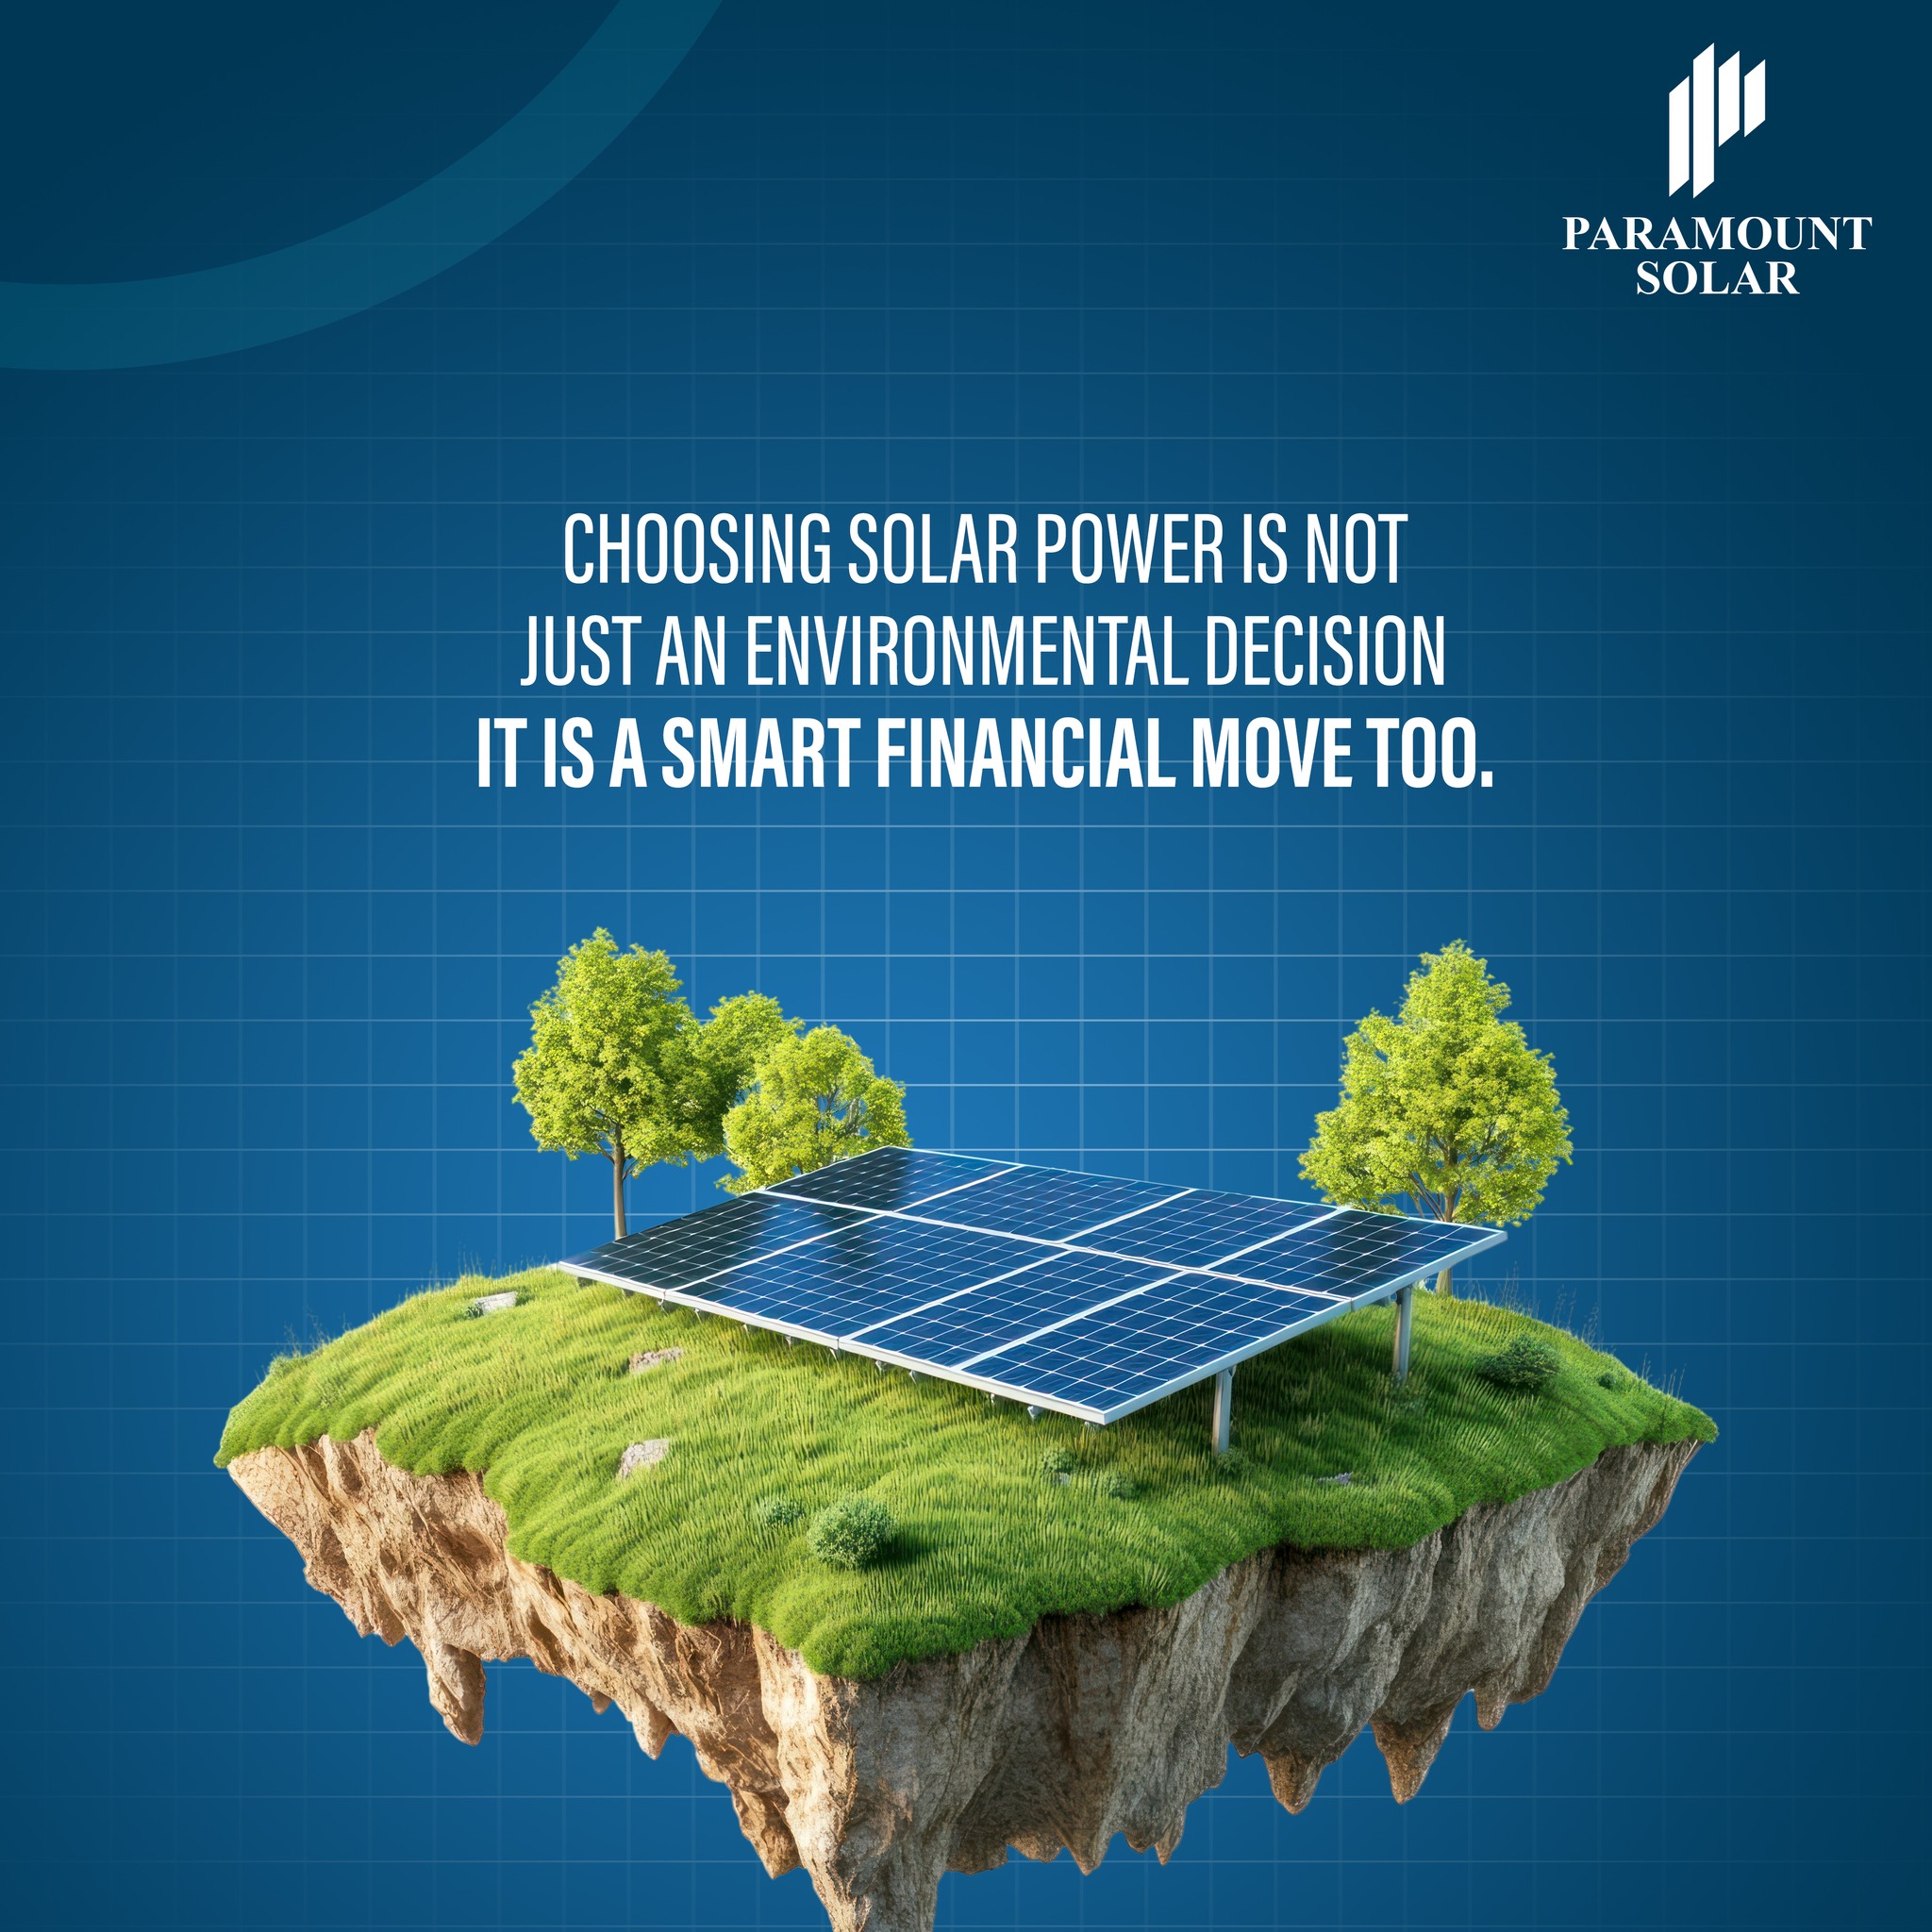 PARAMOUNT
SOLAR
CHOOSING SOLAR POWER IS NOT
JUST AN ENVIRONMENTAL DECISION
IT IS A SMART FINANCIAL MOVE TOO.